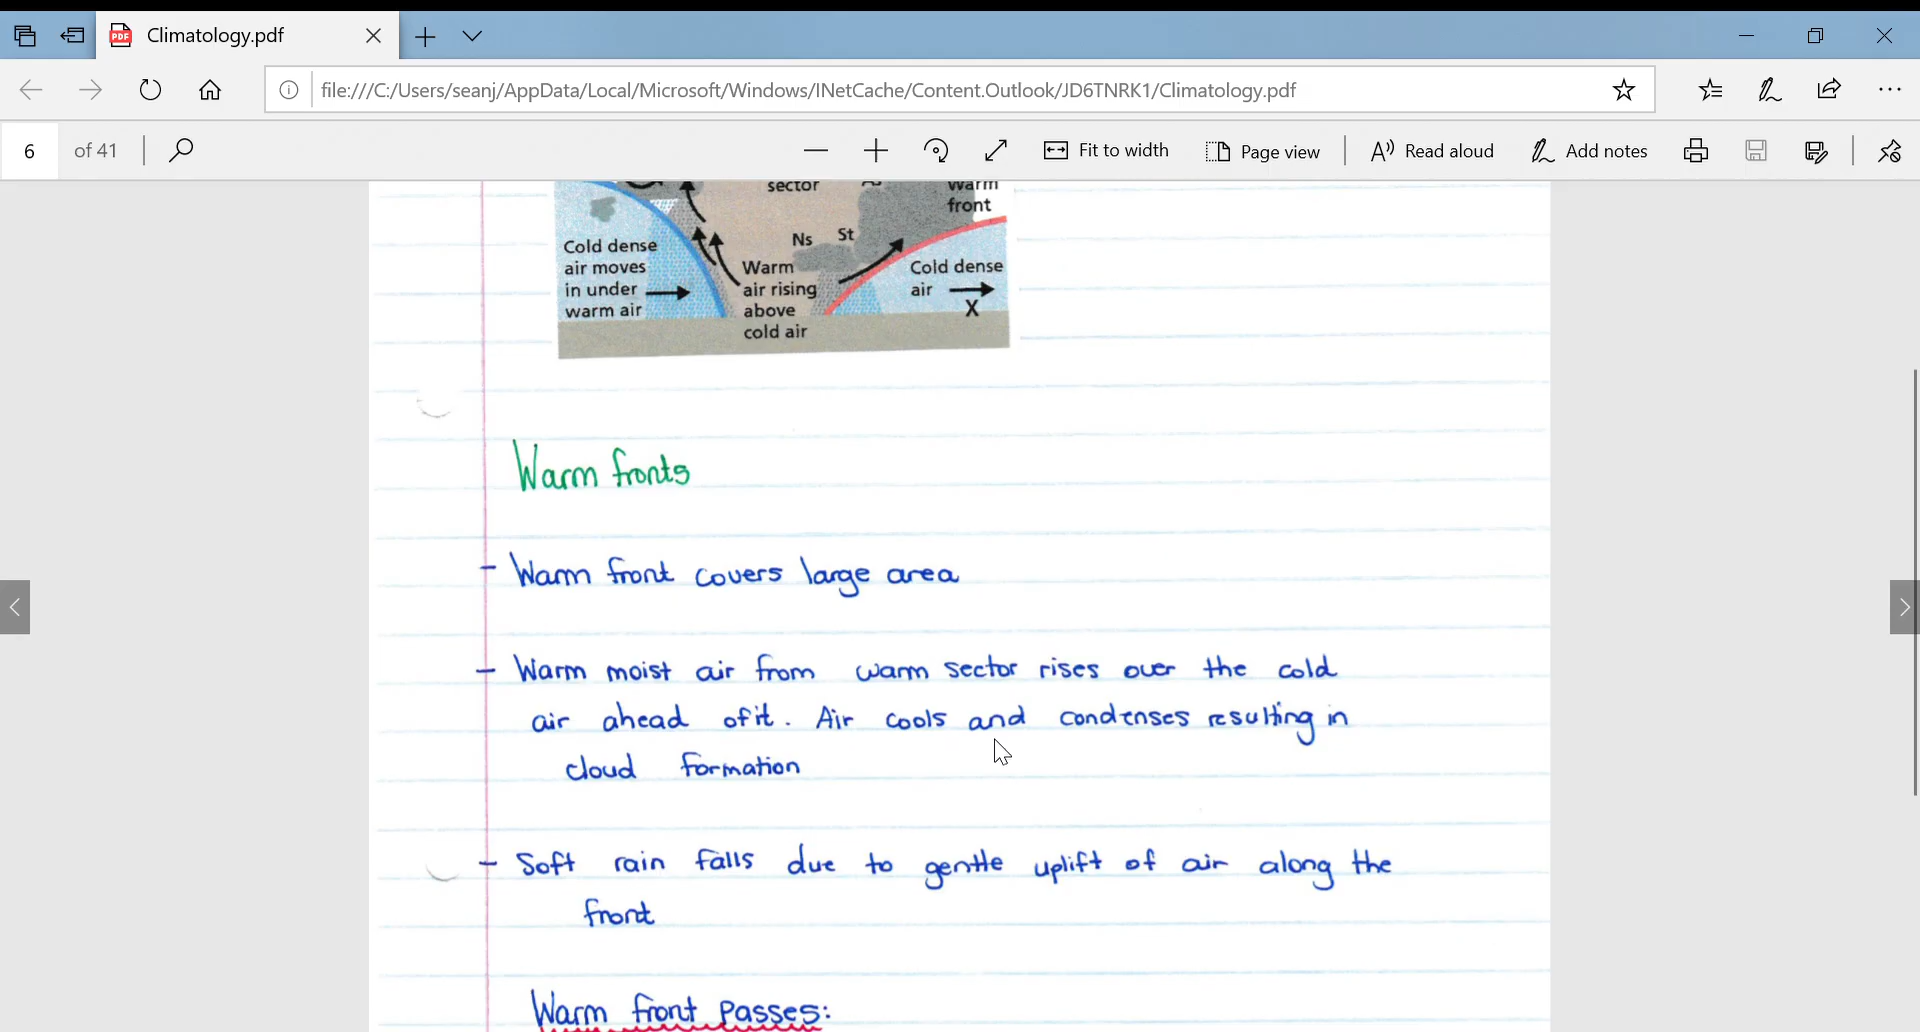 Climatology.pdf
file:///C:/Users/seanj/AppData/Local/Microsoft/Windows/INetCache/Content.Outlook/JD6TNRK1/Climatology.pdf
6 of 41
Fit to width
Page view
Read aloud
Add notes
sector
Warm
front
Ns
St
Cold dense
air moves
in under
warm air
Warm
air rising
above
cold air
Cold dense
air
X
Warm fronts
- Warm front covers large area
- Warm moist air from warm sector rises over the cold
air ahead of it. Air cools and condenses resulting in
cloud formation
- Soft rain falls due to gentle uplift of air along the
front
Warm front passes: